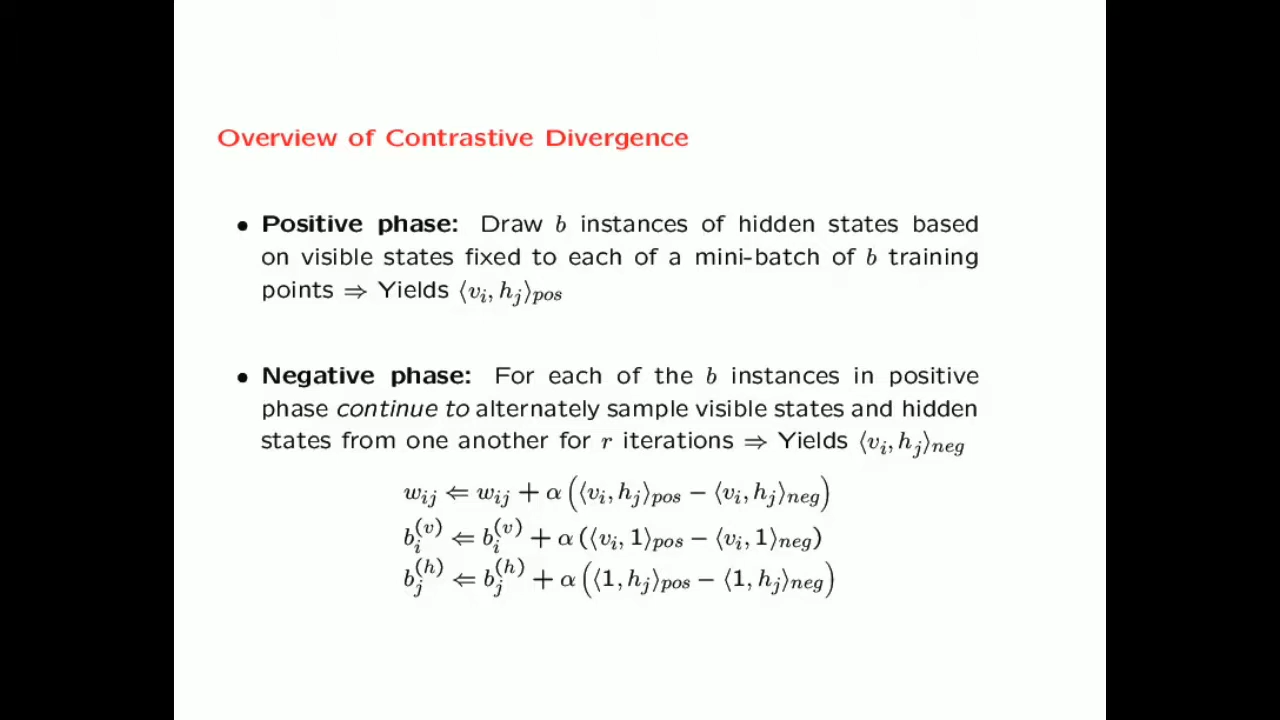 Overview of Contrastive Divergence
• Positive phase: Draw b instances of hidden states based
on visible states fixed to each of a mini-batch of b training
points ⇒ Yields ⟨v_i, h_j⟩_pos
• Negative phase: For each of the b instances in positive
phase continue to alternately sample visible states and hidden
states from one another for r iterations ⇒ Yields ⟨v_i, h_j⟩_neg
w_ij ⇐ w_ij + α (⟨v_i, h_j⟩_pos − ⟨v_i, h_j⟩_neg)
b_i^(v) ⇐ b_i^(v) + α (⟨v_i, 1⟩_pos − ⟨v_i, 1⟩_neg)
b_j^(h) ⇐ b_j^(h) + α (⟨1, h_j⟩_pos − ⟨1, h_j⟩_neg)